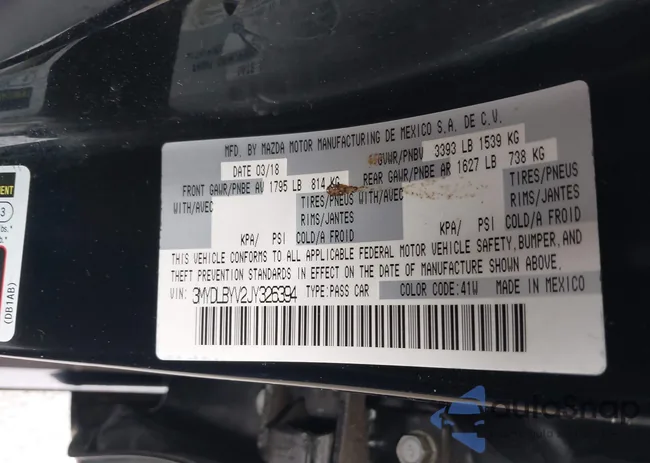 MFD. BY MAZDA MOTOR MANUFACTURING DE MEXICO S.A. DE C.V.
DATE 03/18 GVWR/PNBV 3393 LB 1539 KG
FRONT GAWR/PNBE AV 1795 LB 814 KG REAR GAWR/PNBE AR 1627 LB 738 KG
WITH/AVEC TIRES/PNEUS WITH/AVEC TIRES/PNEUS
RIMS/JANTES RIMS/JANTES
KPA/ PSI COLD/A FROID KPA/ PSI COLD/A FROID
THIS VEHICLE CONFORMS TO ALL APPLICABLE FEDERAL MOTOR VEHICLE SAFETY, BUMPER, AND
THEFT PREVENTION STANDARDS IN EFFECT ON THE DATE OF MANUFACTURE SHOWN ABOVE.
VIN: 3MYDLBYV2JY326394 TYPE:PASS CAR COLOR CODE:41W MADE IN MEXICO
(DB1AB)
autoSnap